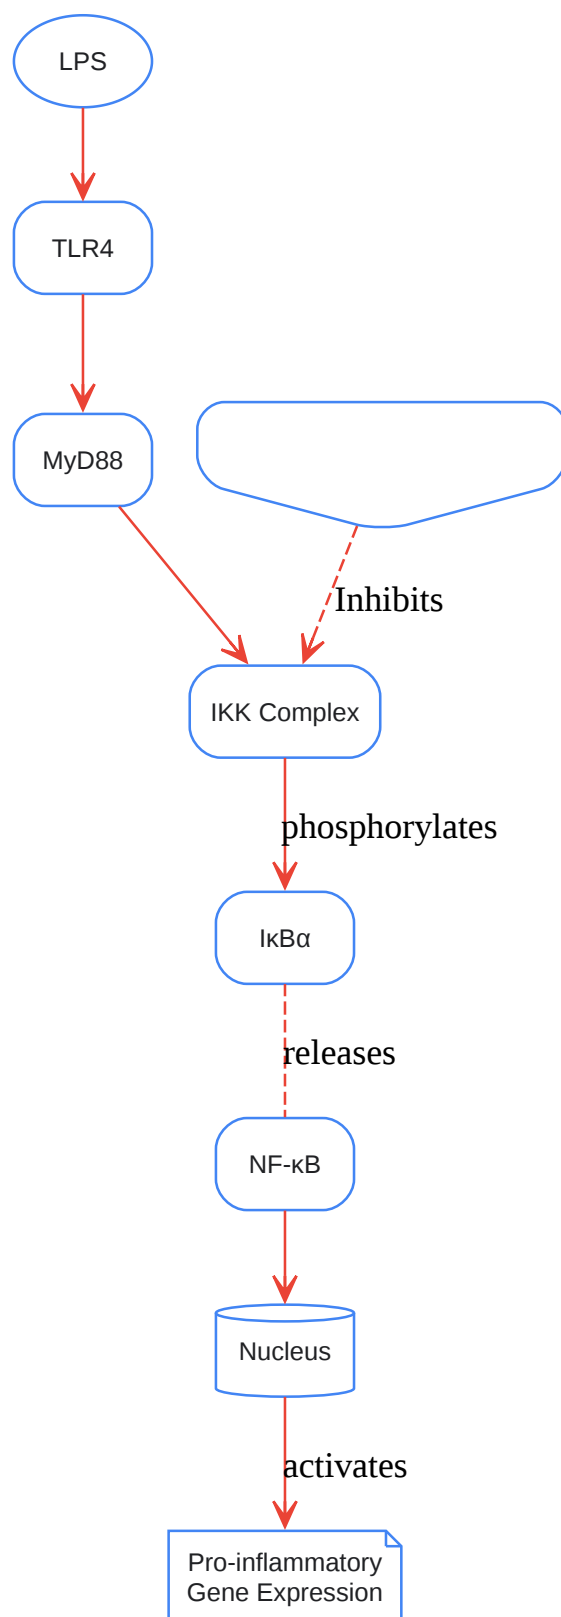 LPS
TLR4
MyD88
Inhibits
IKK Complex
phosphorylates
IκBα
releases
NF-κB
Nucleus
activates
Pro-inflammatory
Gene Expression